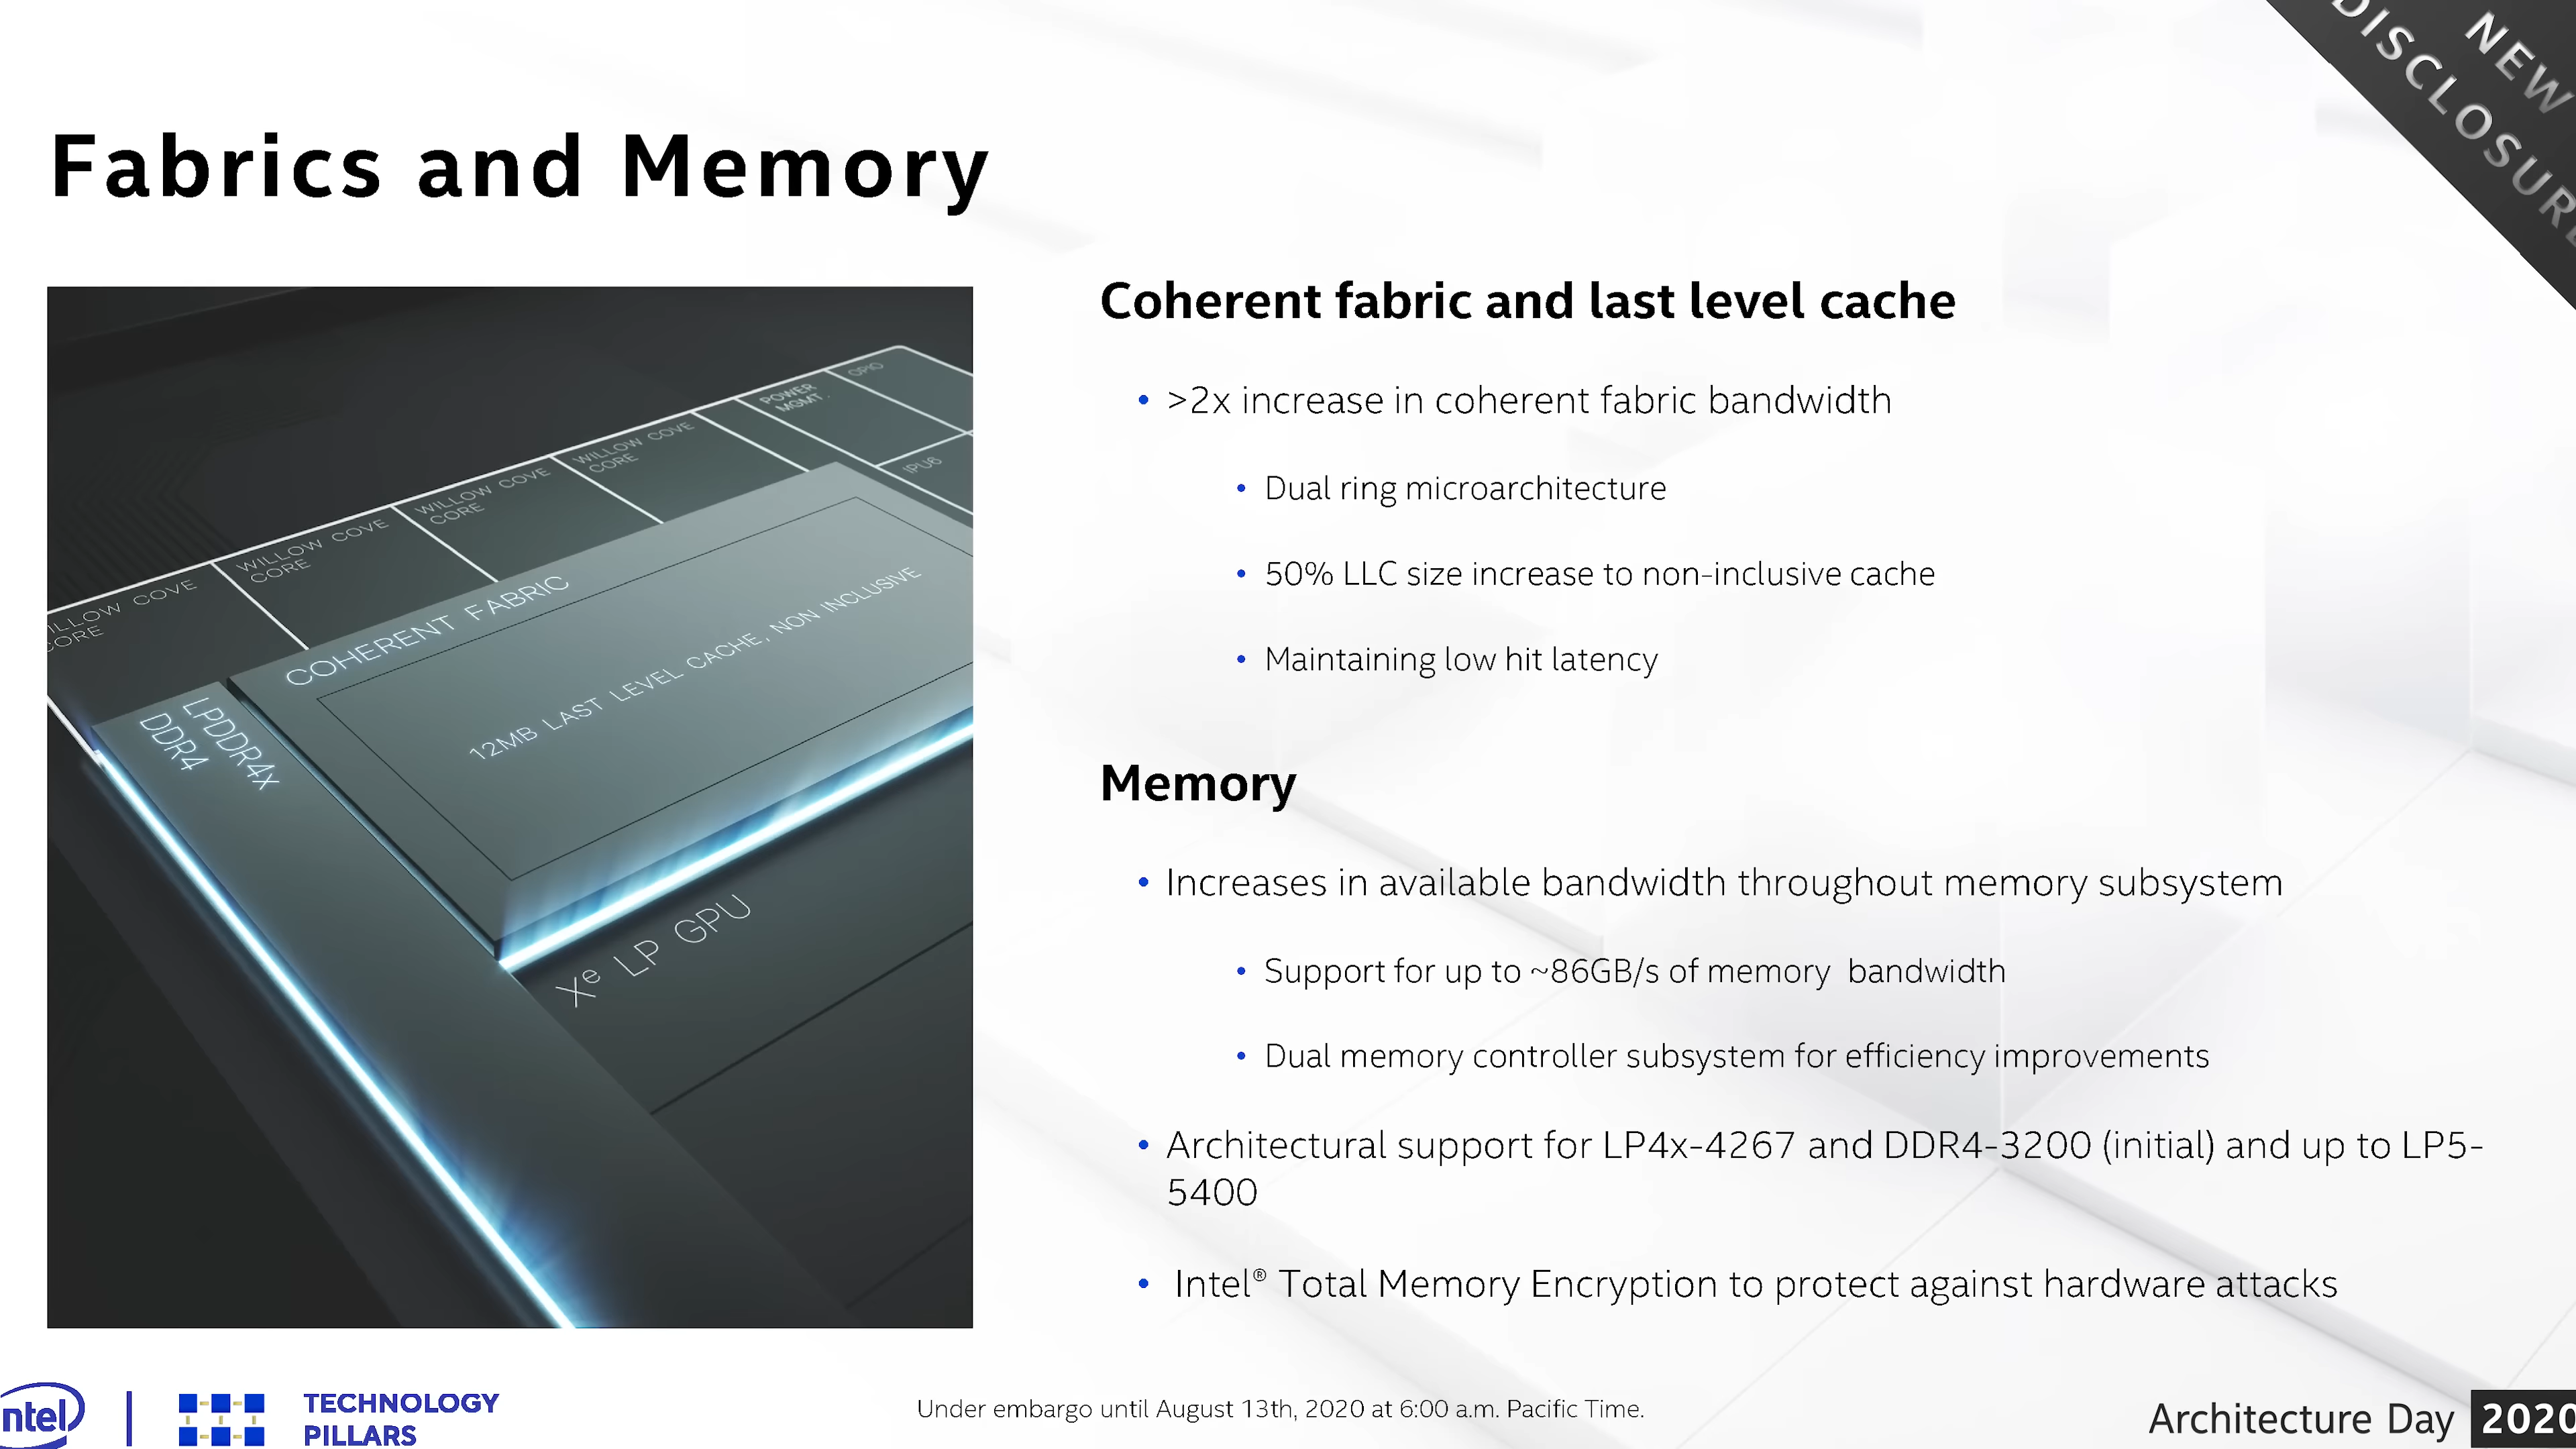 NEW
DISCLOSURE
Fabrics and Memory
Coherent fabric and last level cache
• >2x increase in coherent fabric bandwidth
• Dual ring microarchitecture
• 50% LLC size increase to non-inclusive cache
• Maintaining low hit latency
Memory
• Increases in available bandwidth throughout memory subsystem
• Support for up to ~86GB/s of memory bandwidth
• Dual memory controller subsystem for efficiency improvements
• Architectural support for LP4x-4267 and DDR4-3200 (initial) and up to LP5-
5400
• Intel® Total Memory Encryption to protect against hardware attacks
GPIO
POWER
MGMT.
IPU6
WILLOW COVE
CORE
WILLOW COVE
CORE
WILLOW COVE
CORE
ILLOW COVE
CORE
COHERENT FABRIC
12MB LAST LEVEL CACHE, NON INCLUSIVE
LPDDR4x
DDR4
Xe LP GPU
intel
TECHNOLOGY
PILLARS
Under embargo until August 13th, 2020 at 6:00 a.m. Pacific Time.
Architecture Day 2020